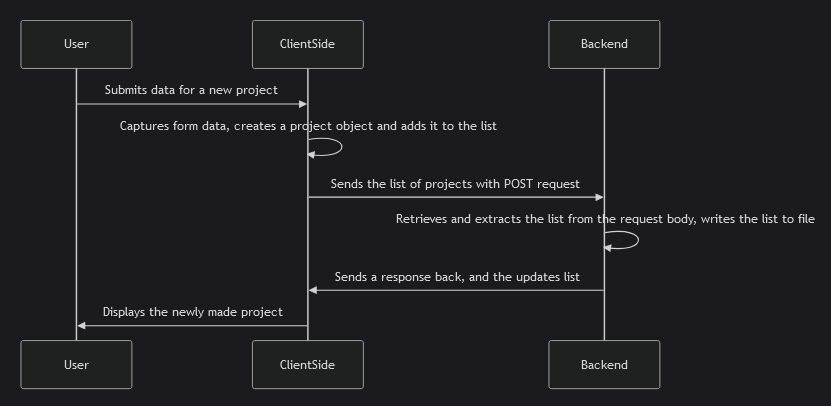 User ClientSide Backend
Submits data for a new project
Captures form data, creates a project object and adds it to the list
Sends the list of projects with POST request
Retrieves and extracts the list from the request body, writes the list to file
Sends a response back, and the updates list
Displays the newly made project
User ClientSide Backend